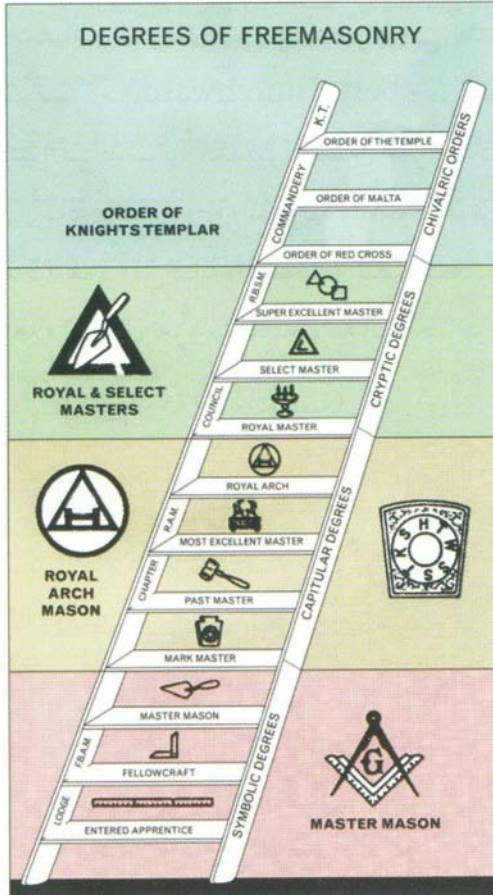 DEGREES OF FREEMASONRY
K.T.
ORDER OF THE TEMPLE
COMMANDERY
ORDER OF MALTA
CHIVALRIC ORDERS
ORDER OF
KNIGHTS TEMPLAR
ORDER OF RED CROSS
R.&S.M.
SUPER EXCELLENT MASTER
SELECT MASTER
CRYPTIC DEGREES
ROYAL & SELECT
MASTERS
COUNCIL
ROYAL MASTER
ROYAL ARCH
R.A.M.
MOST EXCELLENT MASTER
CAPITULAR DEGREES
H T W S S T K S
ROYAL
ARCH
MASON
CHAPTER
PAST MASTER
MARK MASTER
MASTER MASON
F.&A.M.
FELLOWCRAFT
SYMBOLIC DEGREES
G
MASTER MASON
LODGE
ENTERED APPRENTICE